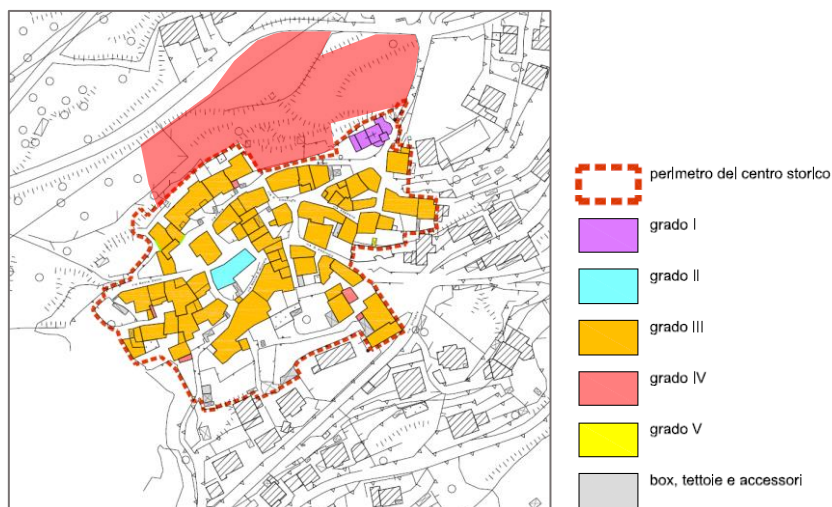 perimetro del centro storico
grado I
grado II
grado III
grado IV
grado V
box, tettoie e accessori